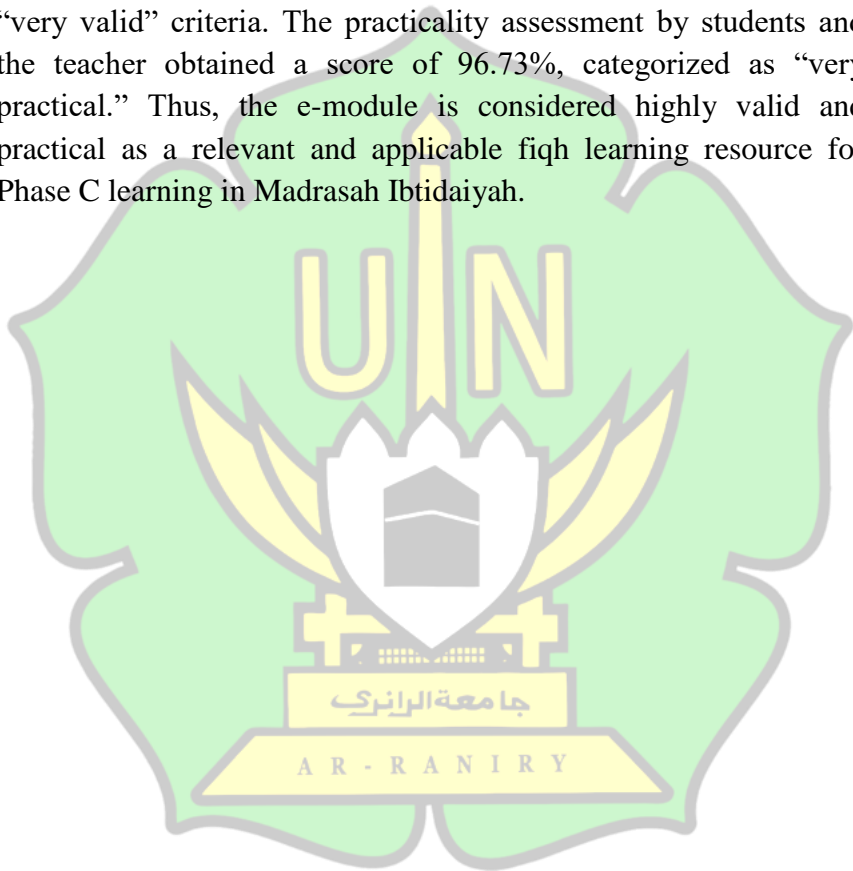 “very valid” criteria. The practicality assessment by students and
the teacher obtained a score of 96.73%, categorized as “very
practical.” Thus, the e-module is considered highly valid and
practical as a relevant and applicable fiqh learning resource fo
Phase C learning in Madrasah Ibtidaiyah.
UIN
جامعة الرانري
AR-RANIRY